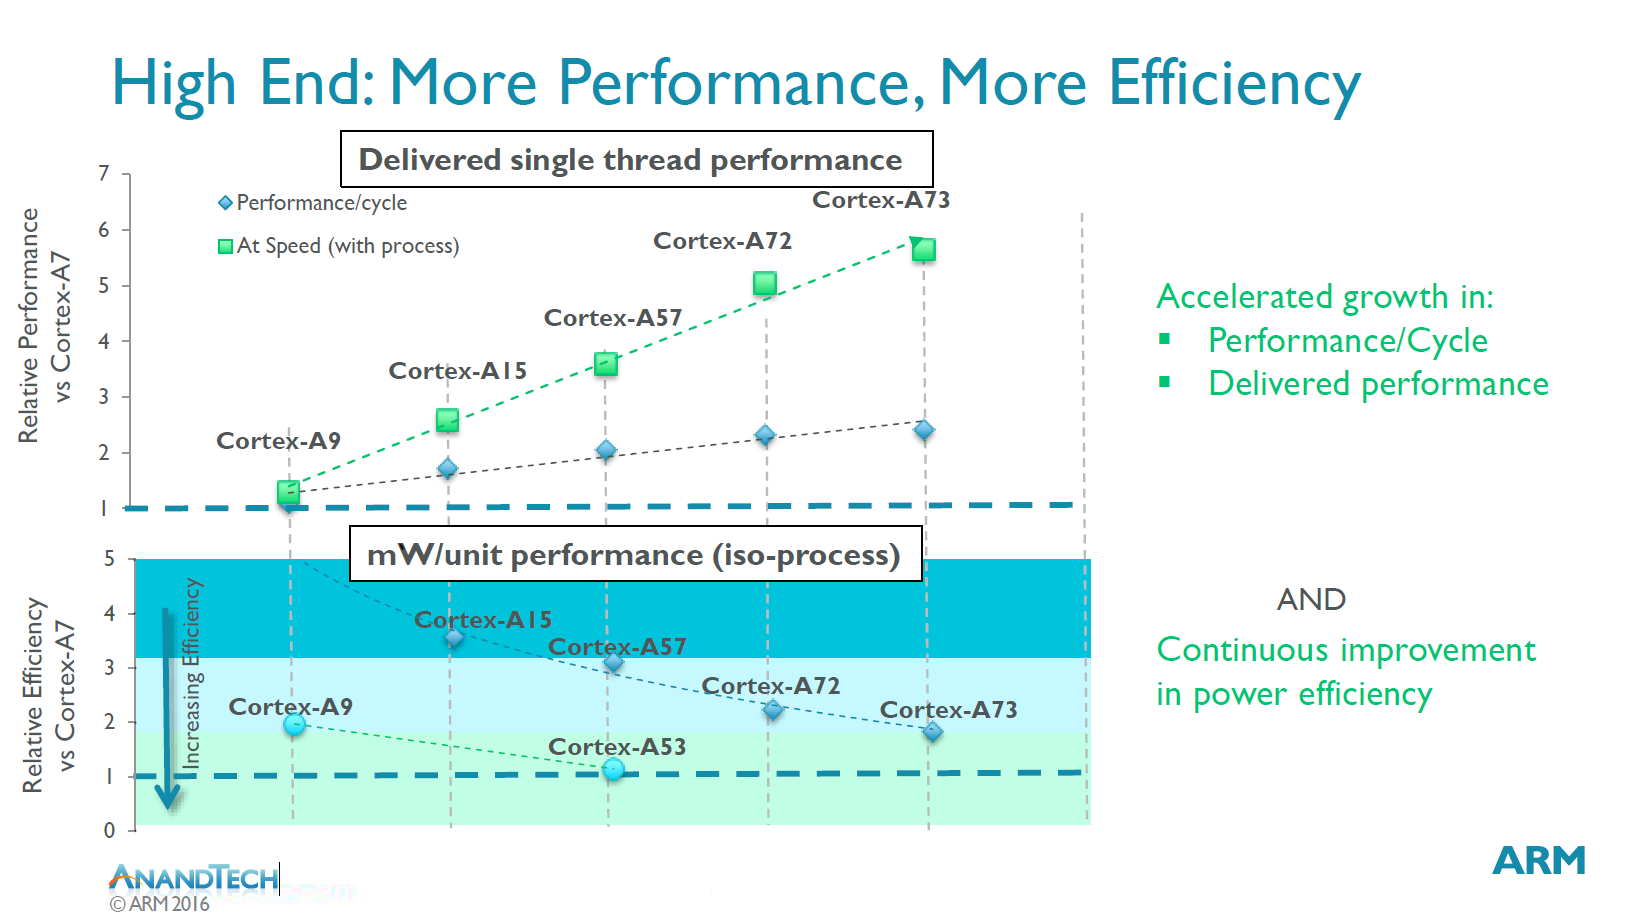 High End: More Performance, More Efficiency
Delivered single thread performance
7
6
5
4
3
2
1
Relative Performance
vs Cortex-A7
Performance/cycle
At Speed (with process)
Cortex-A73
Cortex-A72
Cortex-A57
Cortex-A15
Cortex-A9
Accelerated growth in:
▪ Performance/Cycle
▪ Delivered performance
mW/unit performance (iso-process)
5
4
3
2
1
0
Relative Efficiency
vs Cortex-A7
Increasing Efficiency
Cortex-A15
Cortex-A57
Cortex-A72
Cortex-A9
Cortex-A73
Cortex-A53
AND
Continuous improvement
in power efficiency
ANANDTECH
© ARM 2016
ARM